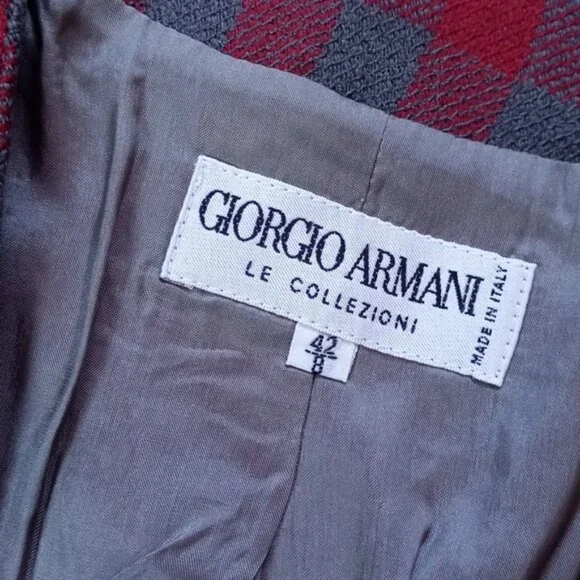 GIORGIO ARMANI
LE COLLEZIONI
MADE IN ITALY
42
8